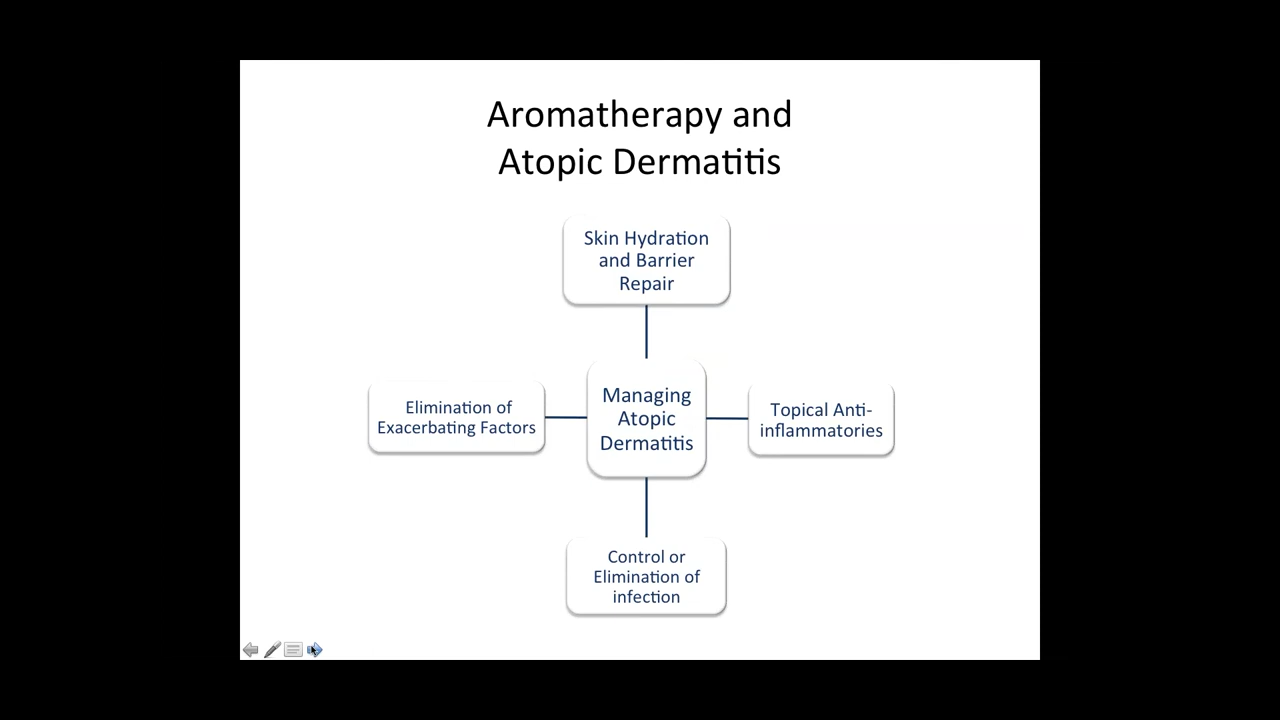 Aromatherapy and
Atopic Dermatitis
Skin Hydration
and Barrier
Repair
Elimination of
Exacerbating Factors
Managing
Atopic
Dermatitis
Topical Anti-
inflammatories
Control or
Elimination of
infection